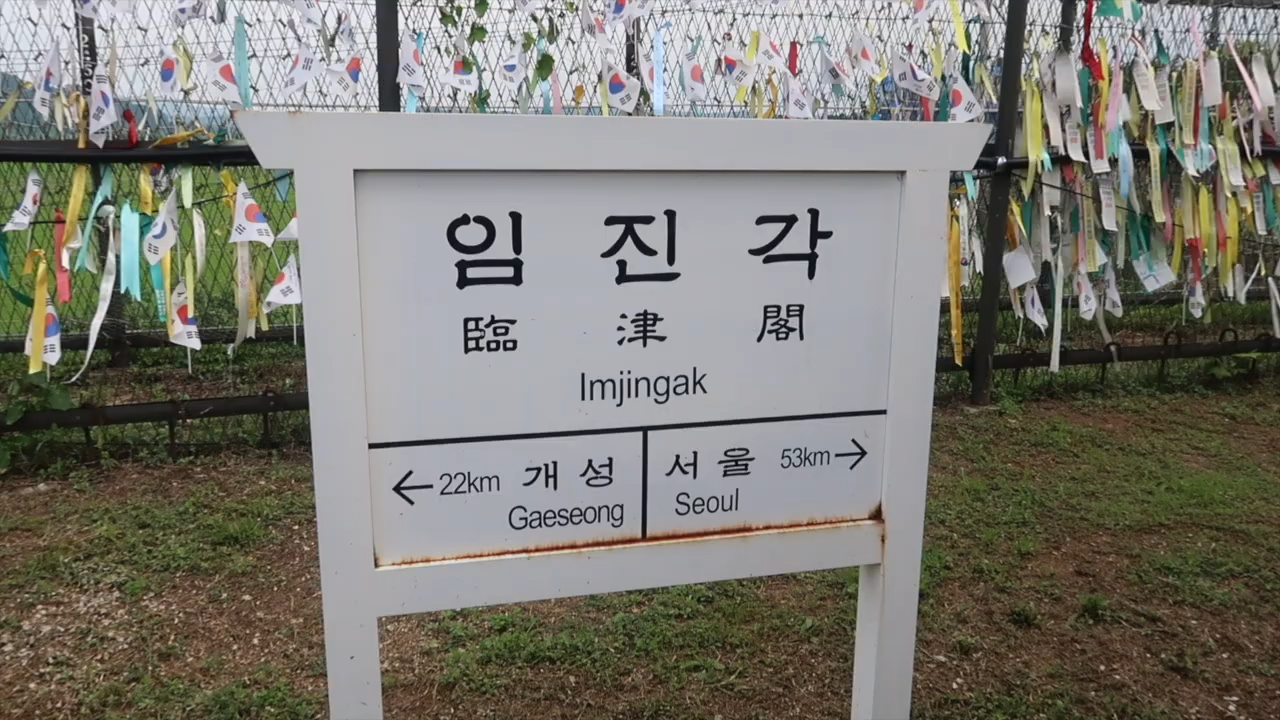 임 진 각
臨 津 閣
Imjingak
← 22km 개 성
Gaeseong
서 울 53km →
Seoul